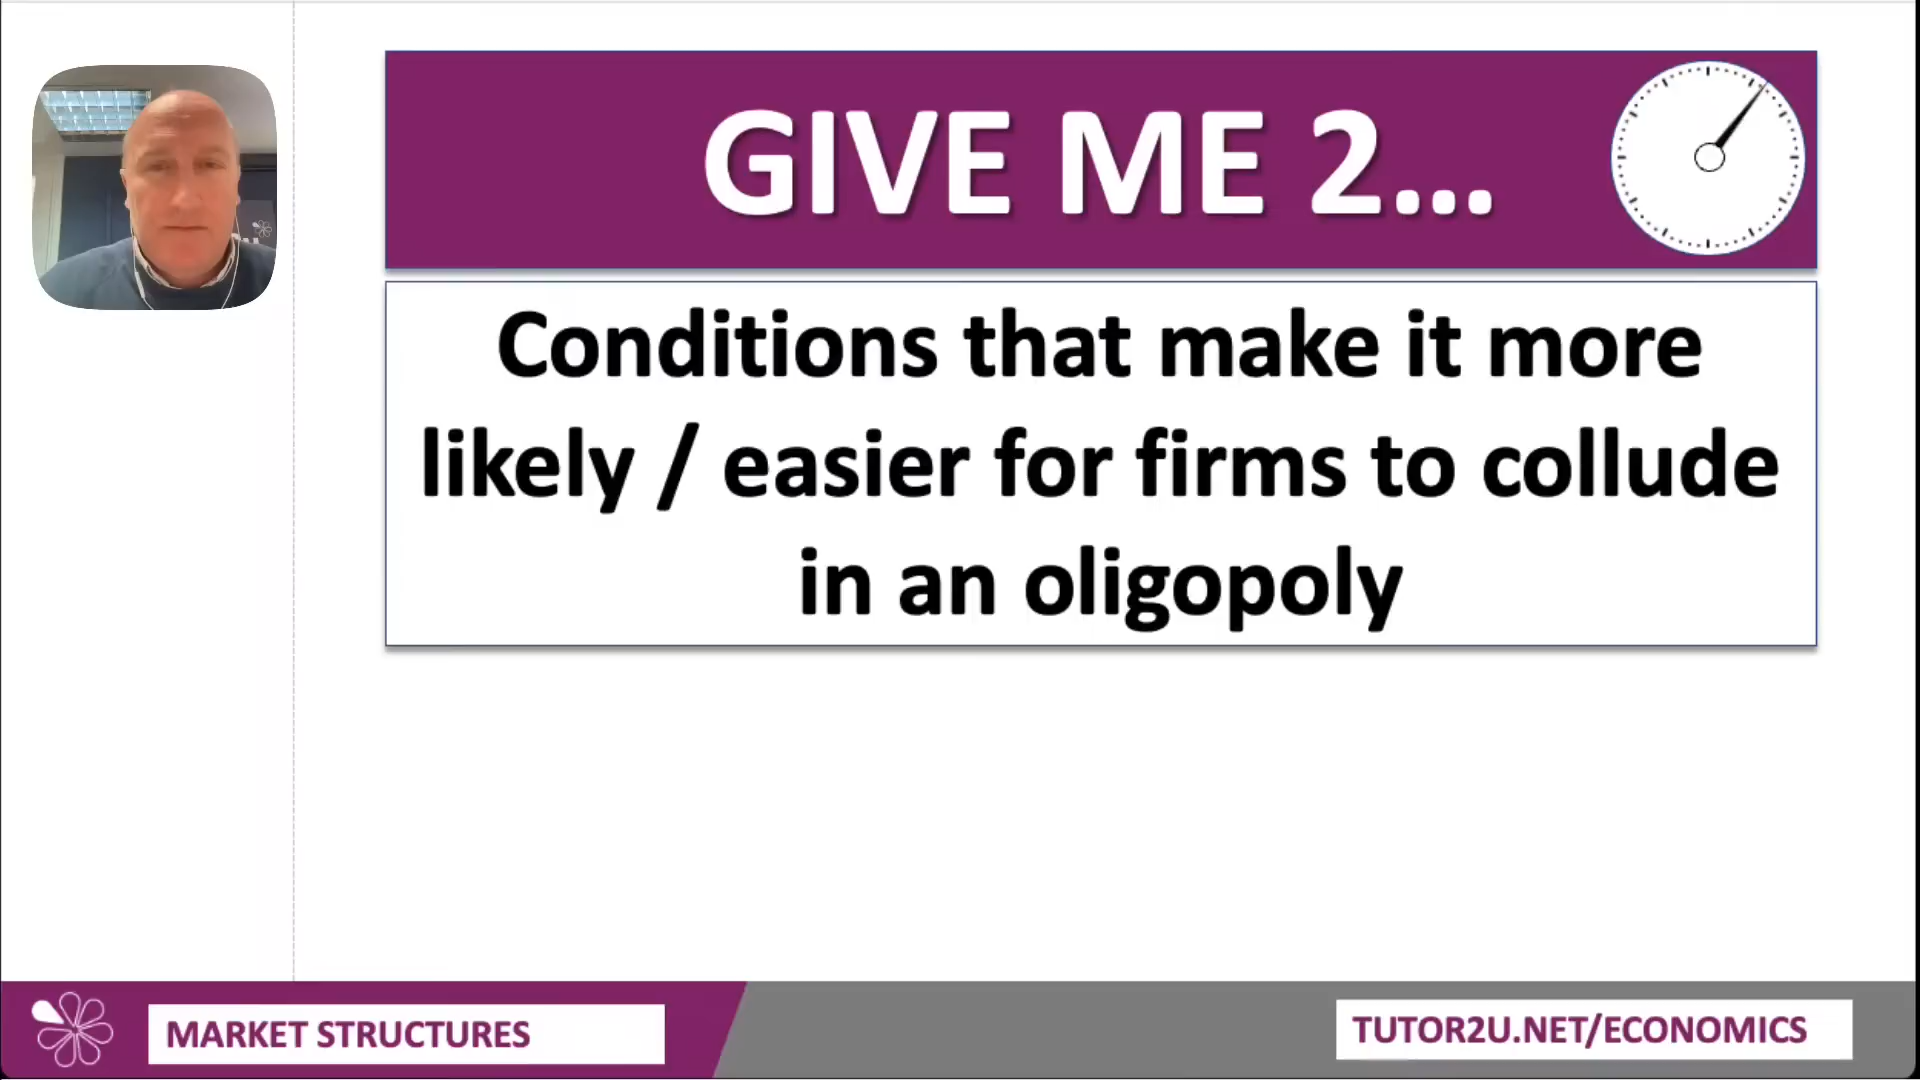 GIVE ME 2...
Conditions that make it more
likely / easier for firms to collude
in an oligopoly
MARKET STRUCTURES
TUTOR2U.NET/ECONOMICS